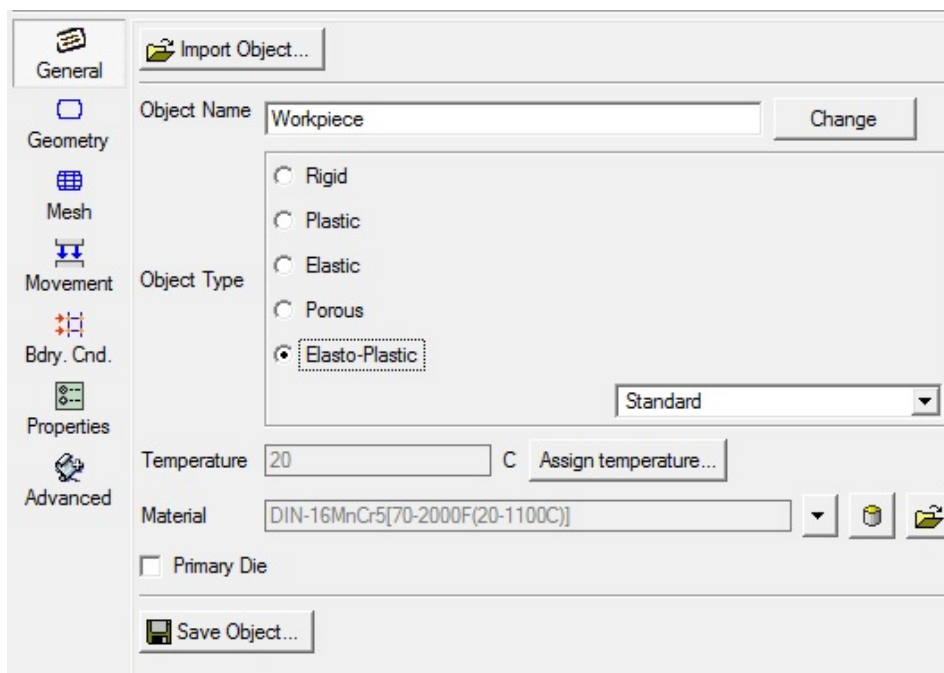 General
Import Object...
Geometry
Object Name
Workpiece
Change
Mesh
Movement
Bdry. Cnd.
Properties
Advanced
Object Type
Rigid
Plastic
Elastic
Porous
Elasto-Plastic
Standard
Temperature
20
C
Assign temperature...
Material
DIN-16MnCr5[70-2000F(20-1100C)]
Primary Die
Save Object...